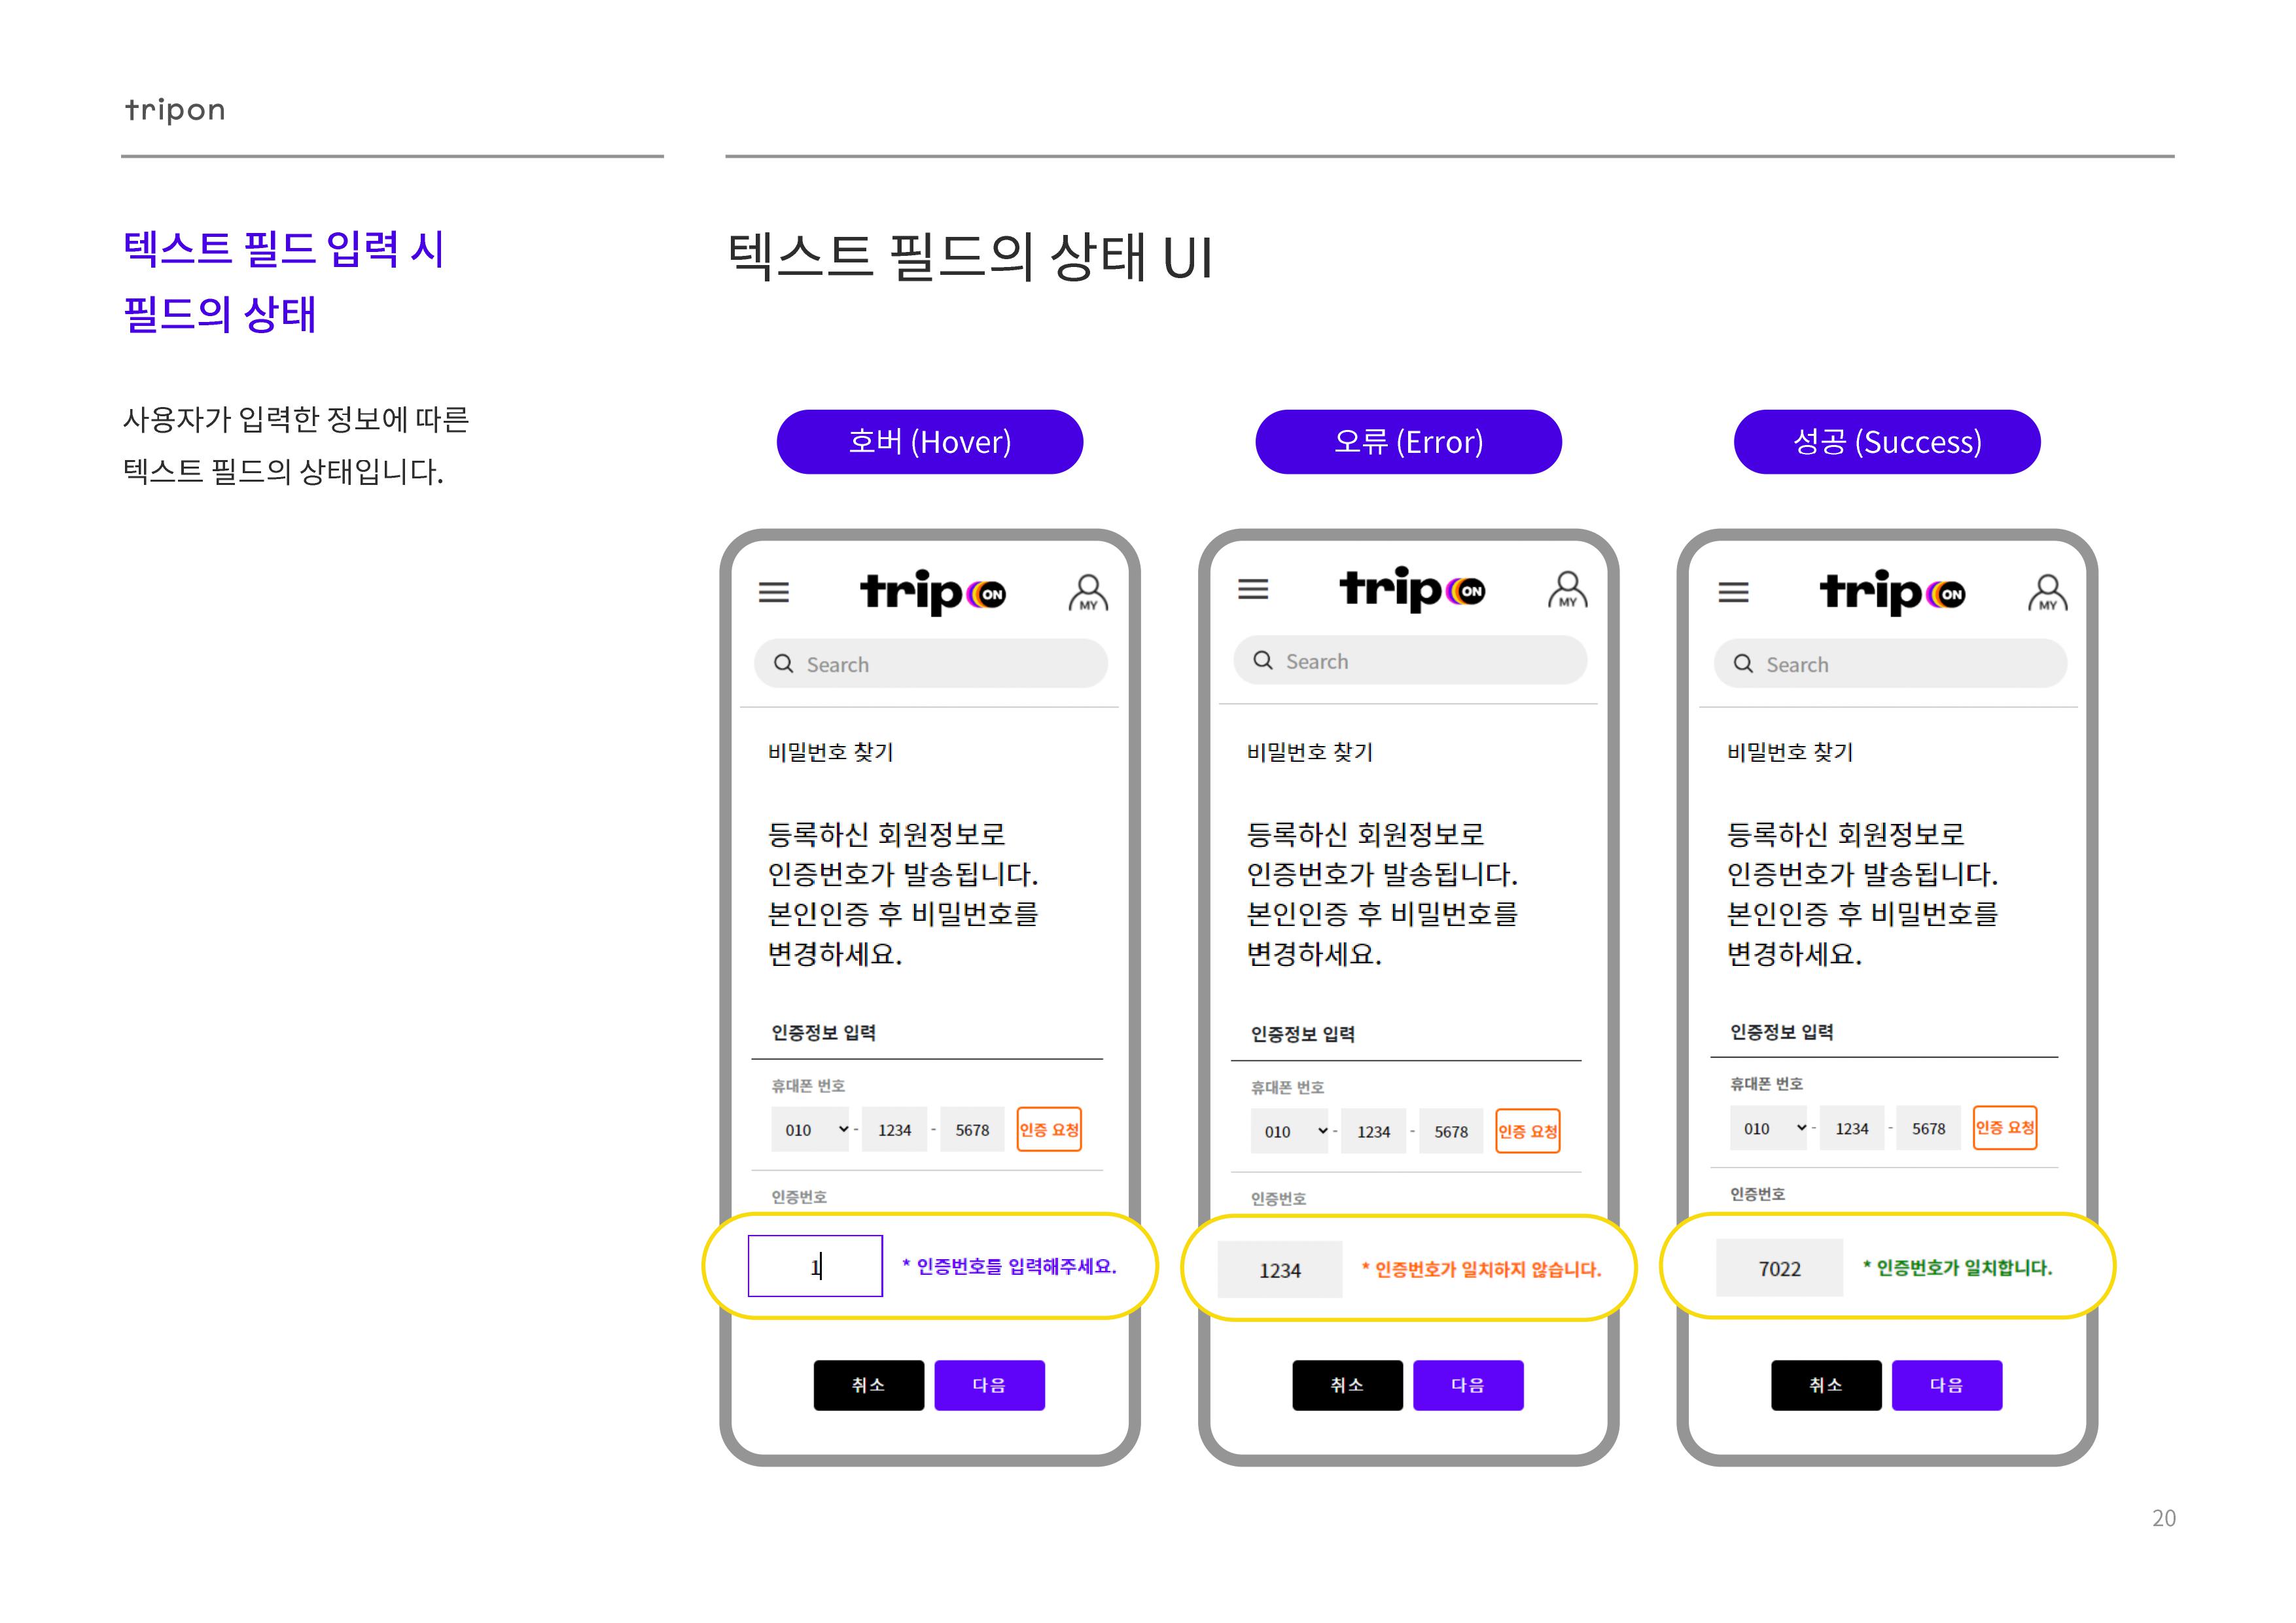 tripon
텍스트 필드 입력 시
필드의 상태
사용자가 입력한 정보에 따른
텍스트 필드의 상태입니다.
텍스트 필드의 상태 UI
호버 (Hover)
tripON
MY
Search
비밀번호 찾기
등록하신 회원정보로
인증번호가 발송됩니다.
본인인증 후 비밀번호를
변경하세요.
인증정보 입력
휴대폰 번호
010 - 1234 - 5678 인증 요청
인증번호
1 * 인증번호를 입력해주세요.
취소 다음
오류 (Error)
tripON
MY
Search
비밀번호 찾기
등록하신 회원정보로
인증번호가 발송됩니다.
본인인증 후 비밀번호를
변경하세요.
인증정보 입력
휴대폰 번호
010 - 1234 - 5678 인증 요청
인증번호
1234 * 인증번호가 일치하지 않습니다.
취소 다음
성공 (Success)
tripON
MY
Search
비밀번호 찾기
등록하신 회원정보로
인증번호가 발송됩니다.
본인인증 후 비밀번호를
변경하세요.
인증정보 입력
휴대폰 번호
010 - 1234 - 5678 인증 요청
인증번호
7022 * 인증번호가 일치합니다.
취소 다음
20